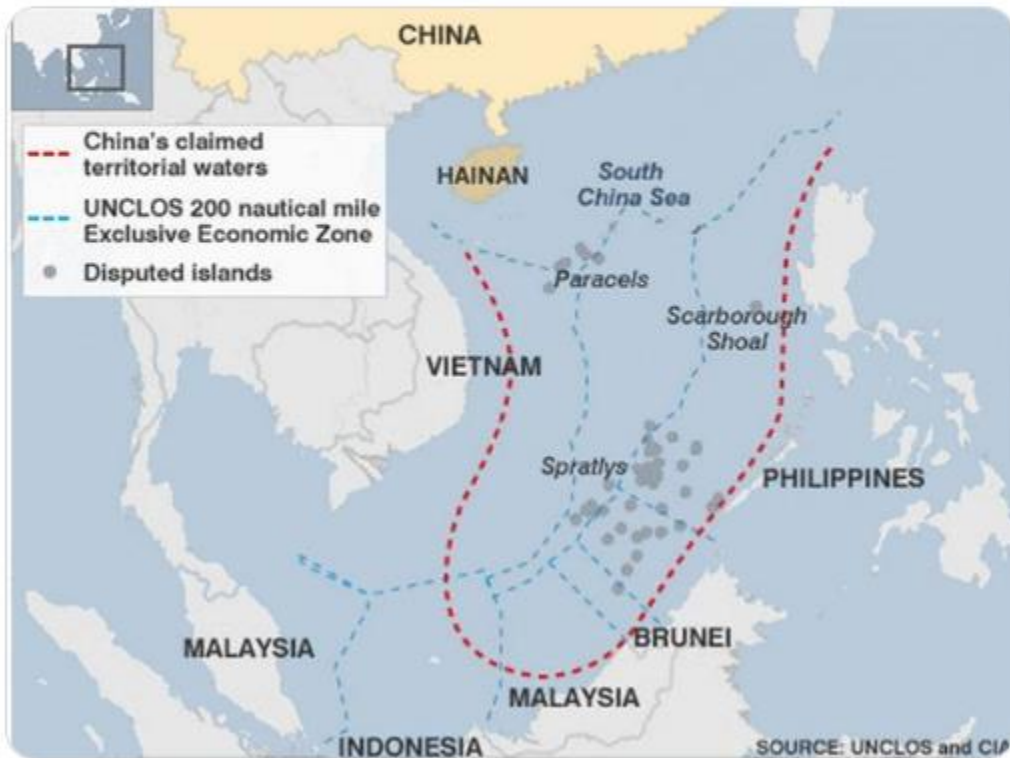 CHINA
China's claimed
territorial waters
UNCLOS 200 nautical mile
Exclusive Economic Zone
Disputed islands
HAINAN
South
China Sea
Paracels
Scarborough
Shoal
VIETNAM
Spratlys
PHILIPPINES
MALAYSIA
BRUNEI
MALAYSIA
INDONESIA
SOURCE: UNCLOS and CIA